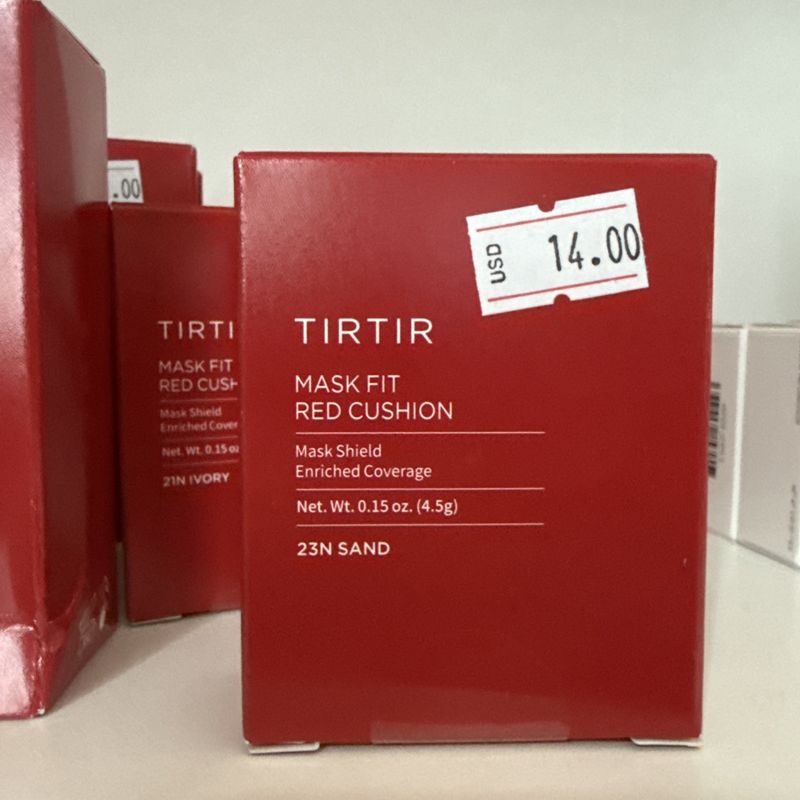 .00
TIRTI
MASK FIT
RED CUSH
Mask Shield
Enriched Cover
Net. Wt. 0.15 oz
21N IVORY
USD 14.00
TIRTIR
MASK FIT
RED CUSHION
Mask Shield
Enriched Coverage
Net. Wt. 0.15 oz. (4.5g)
23N SAND